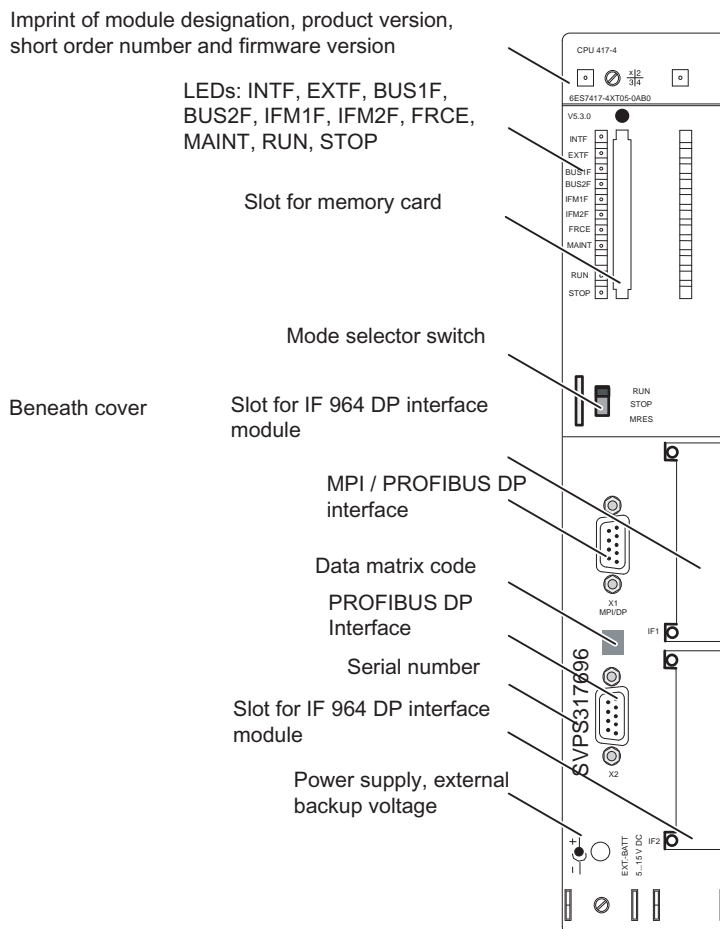 Imprint of module designation, product version,
short order number and firmware version
LEDs: INTF, EXTF, BUS1F,
BUS2F, IFM1F, IFM2F, FRCE,
MAINT, RUN, STOP
Slot for memory card
Mode selector switch
Beneath cover
Slot for IF 964 DP interface
module
MPI / PROFIBUS DP
interface
Data matrix code
PROFIBUS DP
Interface
Serial number
Slot for IF 964 DP interface
module
Power supply, external
backup voltage
CPU 417-4
X 2
3 4
6ES7417-4XT05-0AB0
V5.3.0
INTF
EXTF
BUS1F
BUS2F
IFM1F
IFM2F
FRCE
MAINT
RUN
STOP
RUN
STOP
MRES
X1
MPI/DP
IF1
SVPS317696
X2
IF2
+
−
EXT.-BATT
5...15 V DC